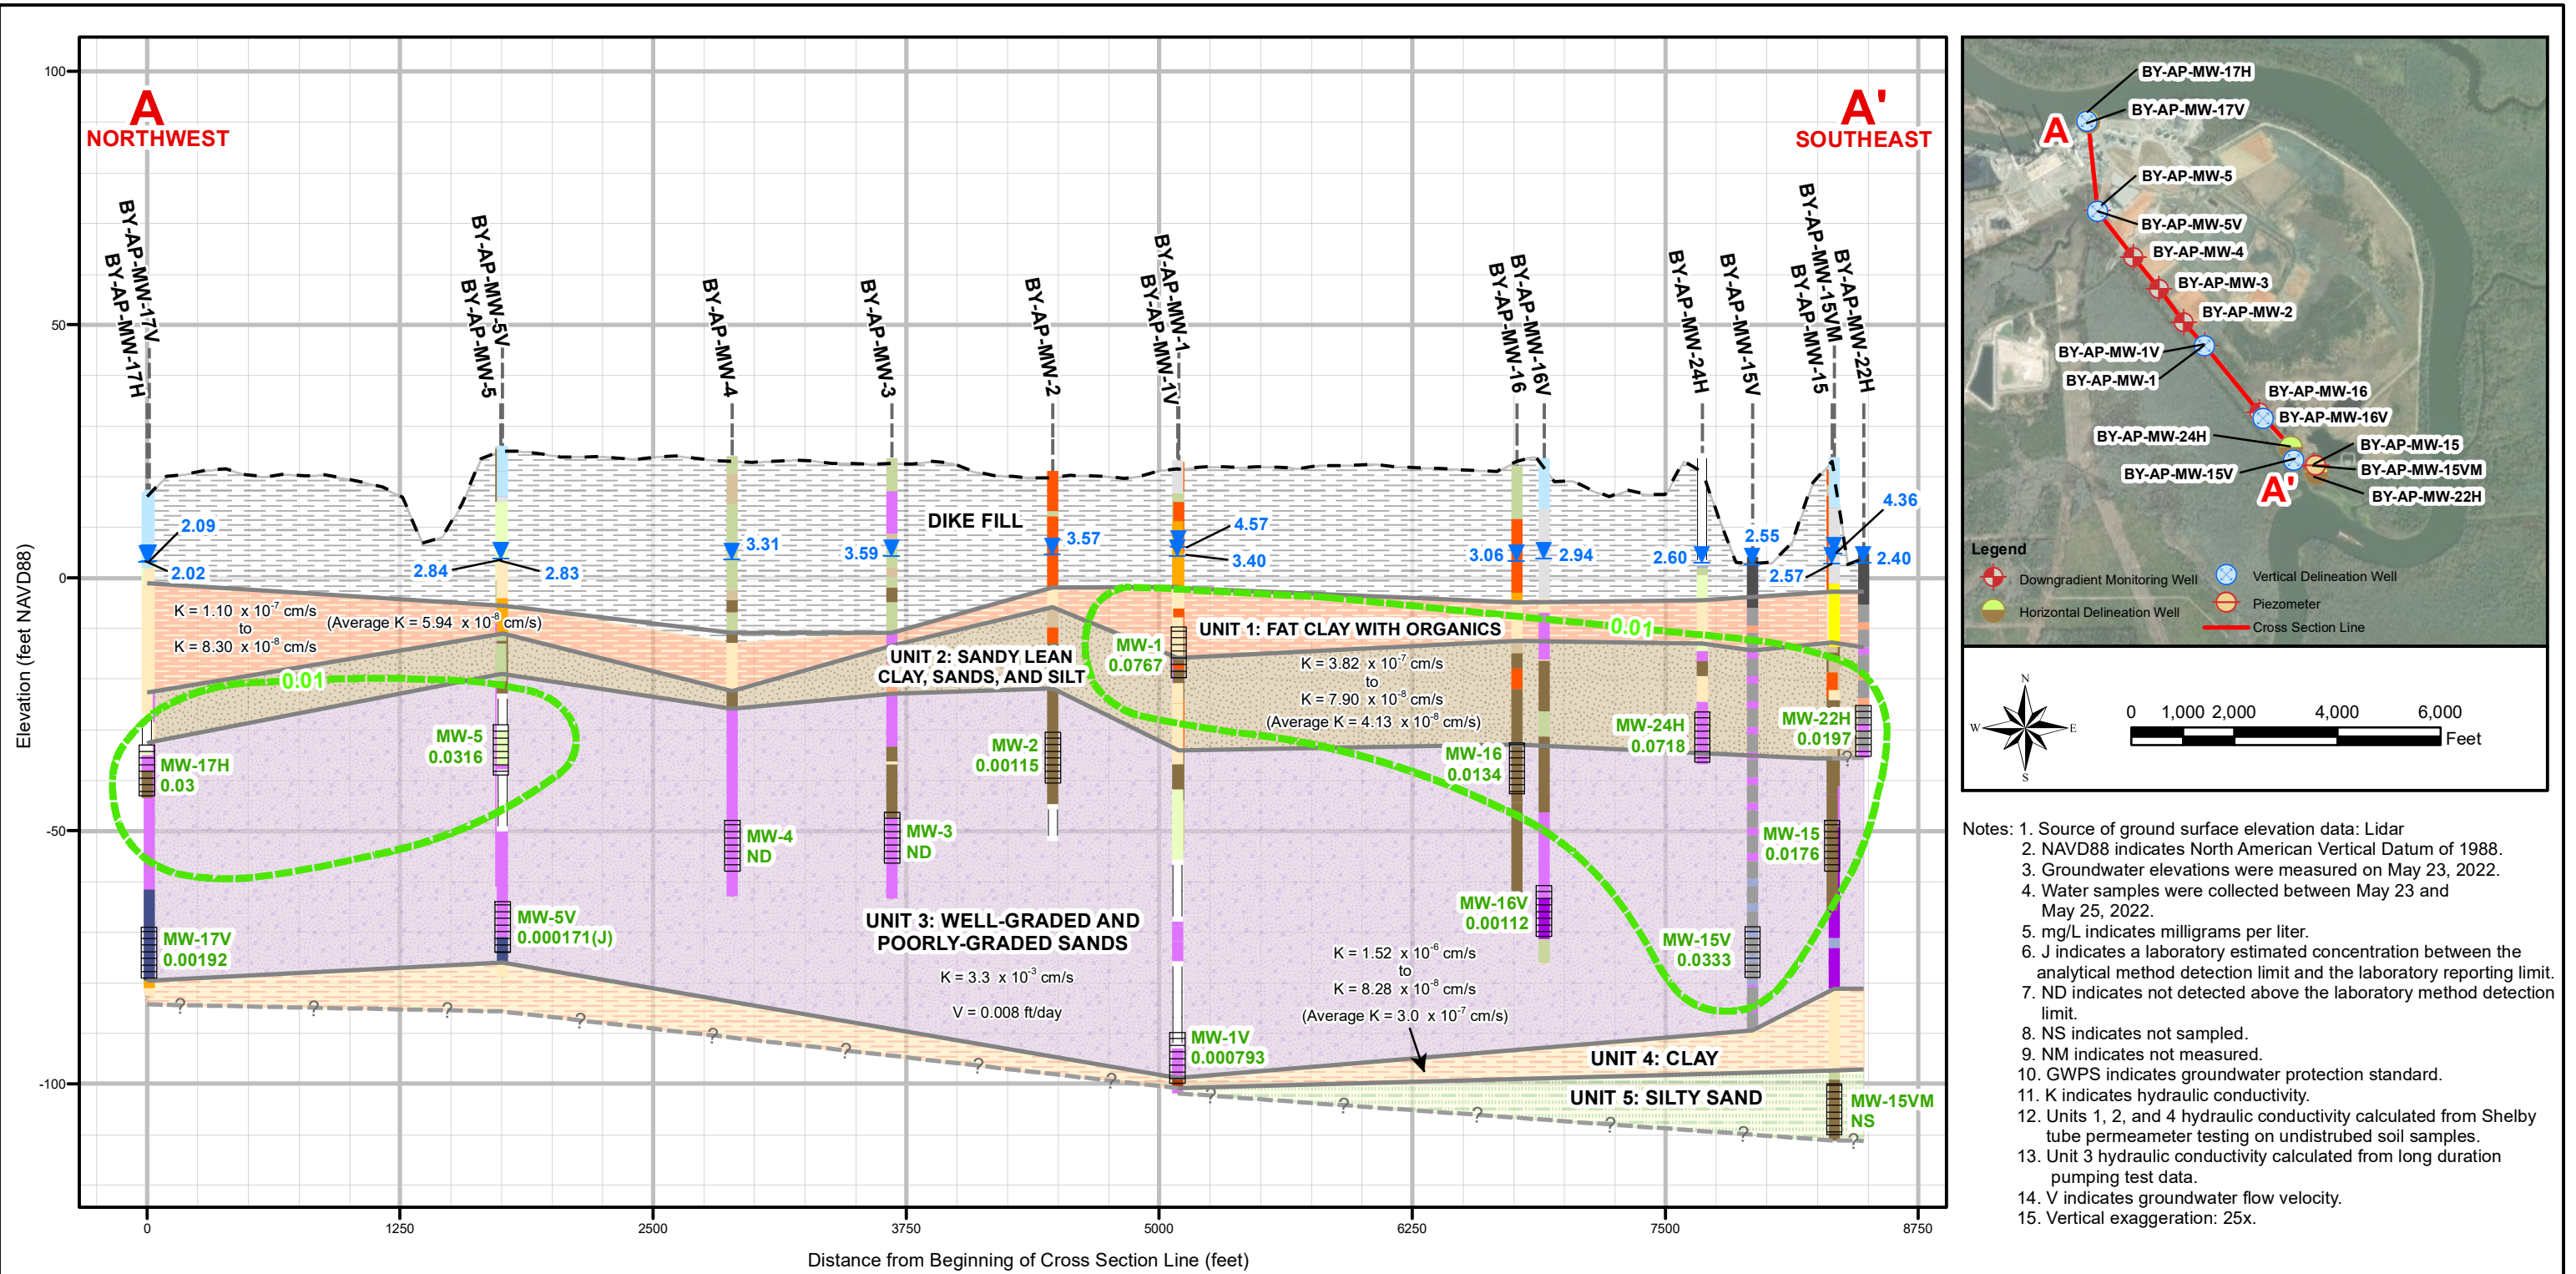 A
NORTHWEST
A'
SOUTHEAST
100
50
0
-50
-100
Elevation (feet NAVD88)
0
1250
2500
3750
5000
6250
7500
8750
Distance from Beginning of Cross Section Line (feet)
BY-AP-MW-17V
BY-AP-MW-17H
BY-AP-MW-5V
BY-AP-MW-5
BY-AP-MW-4
BY-AP-MW-3
BY-AP-MW-2
BY-AP-MW-1
BY-AP-MW-1V
BY-AP-MW-16V
BY-AP-MW-16
BY-AP-MW-24H
BY-AP-MW-15V
BY-AP-MW-15VM
BY-AP-MW-15
BY-AP-MW-22H
2.09
2.02
2.84
2.83
3.31
3.59
3.57
4.57
3.40
3.06
2.94
2.60
2.55
2.57
4.36
2.40
DIKE FILL
K = 1.10 x 10-7 cm/s
to
K = 8.30 x 10-8 cm/s
(Average K = 5.94 x 10-8 cm/s)
UNIT 1: FAT CLAY WITH ORGANICS
UNIT 2: SANDY LEAN
CLAY, SANDS, AND SILT
K = 3.82 x 10-7 cm/s
to
K = 7.90 x 10-8 cm/s
(Average K = 4.13 x 10-8 cm/s)
0.01
0.01
MW-17H
0.03
MW-5
0.0316
MW-1
0.0767
MW-2
0.00115
MW-16
0.0134
MW-24H
0.0718
MW-22H
0.0197
MW-4
ND
MW-3
ND
MW-15
0.0176
MW-17V
0.00192
MW-5V
0.000171(J)
MW-16V
0.00112
MW-15V
0.0333
MW-1V
0.000793
MW-15VM
NS
UNIT 3: WELL-GRADED AND
POORLY-GRADED SANDS
K = 3.3 x 10-3 cm/s
V = 0.008 ft/day
K = 1.52 x 10-6 cm/s
to
K = 8.28 x 10-8 cm/s
(Average K = 3.0 x 10-7 cm/s)
UNIT 4: CLAY
UNIT 5: SILTY SAND
? ? ? ? ? ? ? ? ? ? ? ? ? ? ?
BY-AP-MW-17H
BY-AP-MW-17V
A
BY-AP-MW-5
BY-AP-MW-5V
BY-AP-MW-4
BY-AP-MW-3
BY-AP-MW-2
BY-AP-MW-1V
BY-AP-MW-1
BY-AP-MW-16
BY-AP-MW-16V
BY-AP-MW-24H
BY-AP-MW-15
BY-AP-MW-15V
BY-AP-MW-15VM
A'
BY-AP-MW-22H
Legend
Downgradient Monitoring Well
Vertical Delineation Well
Horizontal Delineation Well
Piezometer
Cross Section Line
N
W
E
S
0 1,000 2,000 4,000 6,000
Feet
Notes: 1. Source of ground surface elevation data: Lidar
2. NAVD88 indicates North American Vertical Datum of 1988.
3. Groundwater elevations were measured on May 23, 2022.
4. Water samples were collected between May 23 and
May 25, 2022.
5. mg/L indicates milligrams per liter.
6. J indicates a laboratory estimated concentration between the
analytical method detection limit and the laboratory reporting limit.
7. ND indicates not detected above the laboratory method detection
limit.
8. NS indicates not sampled.
9. NM indicates not measured.
10. GWPS indicates groundwater protection standard.
11. K indicates hydraulic conductivity.
12. Units 1, 2, and 4 hydraulic conductivity calculated from Shelby
tube permeameter testing on undistrubed soil samples.
13. Unit 3 hydraulic conductivity calculated from long duration
pumping test data.
14. V indicates groundwater flow velocity.
15. Vertical exaggeration: 25x.